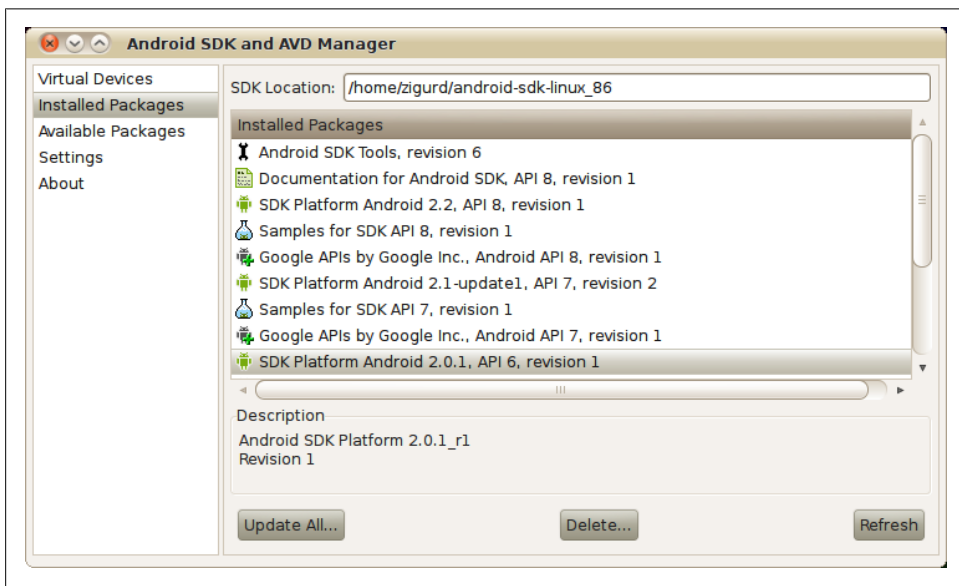 Android SDK and AVD Manager
Virtual Devices
Installed Packages
Available Packages
Settings
About
SDK Location: /home/zigurd/android-sdk-linux_86
Installed Packages
Android SDK Tools, revision 6
Documentation for Android SDK, API 8, revision 1
SDK Platform Android 2.2, API 8, revision 1
Samples for SDK API 8, revision 1
Google APIs by Google Inc., Android API 8, revision 1
SDK Platform Android 2.1-update1, API 7, revision 2
Samples for SDK API 7, revision 1
Google APIs by Google Inc., Android API 7, revision 1
SDK Platform Android 2.0.1, API 6, revision 1
Description
Android SDK Platform 2.0.1_r1
Revision 1
Update All... Delete... Refresh